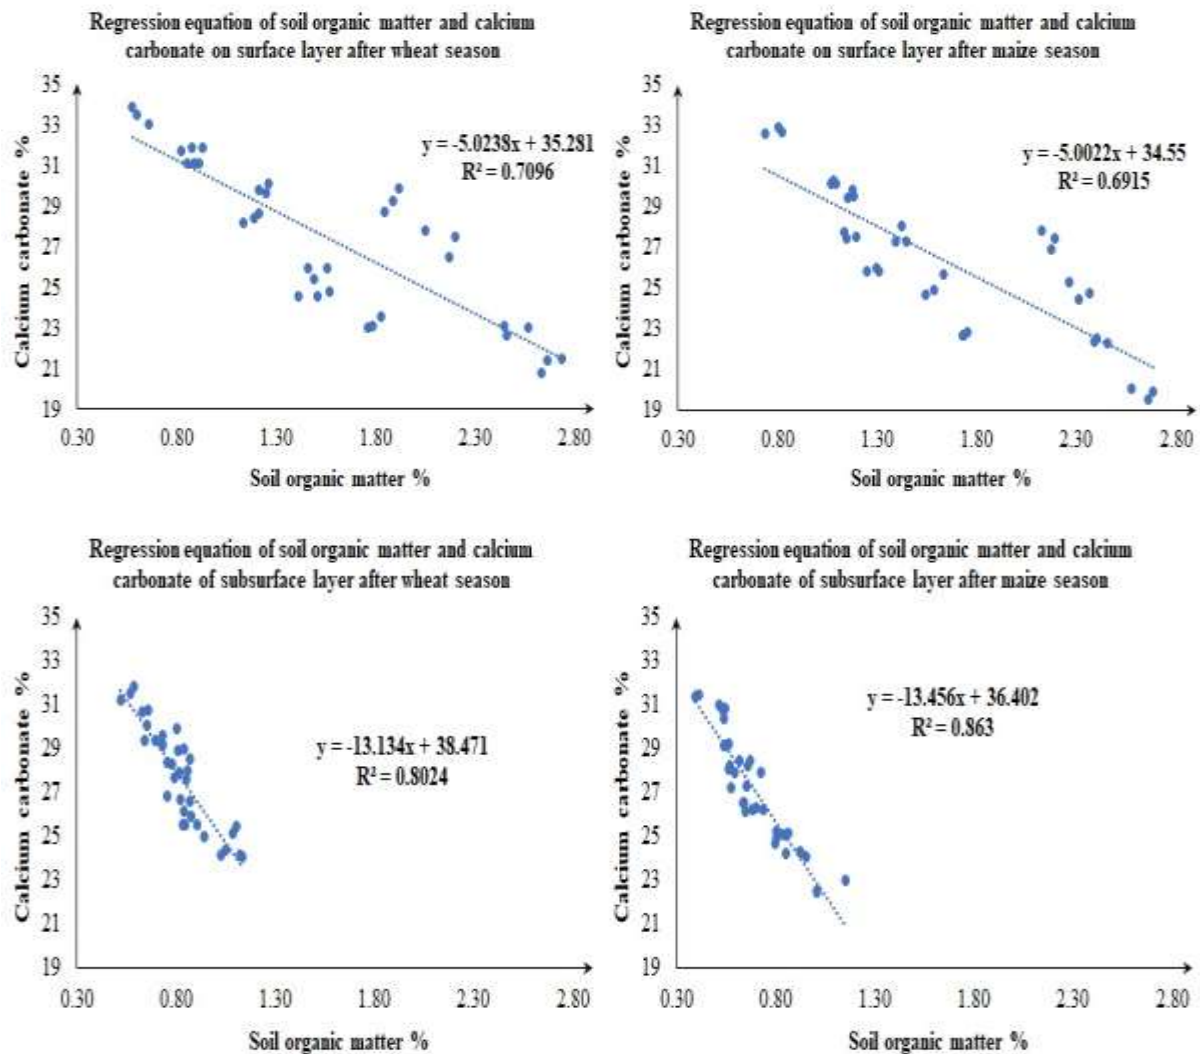 Regression equation of soil organic matter and calcium
carbonate on surface layer after wheat season
35
33
31
29
27
25
23
21
19
Calcium carbonate %
y = -5.0238x + 35.281
R² = 0.7096
0.30 0.80 1.30 1.80 2.30 2.80
Soil organic matter %
Regression equation of soil organic matter and calcium
carbonate on surface layer after maize season
35
33
31
29
27
25
23
21
19
Calcium carbonate %
y = -5.0022x + 34.55
R² = 0.6915
0.30 0.80 1.30 1.80 2.30 2.80
Soil organic matter %
Regression equation of soil organic matter and calcium
carbonate of subsurface layer after wheat season
35
33
31
29
27
25
23
21
19
Calcium carbonate %
y = -13.134x + 38.471
R² = 0.8024
0.30 0.80 1.30 1.80 2.30 2.80
Soil organic matter %
Regression equation of soil organic matter and calcium
carbonate of subsurface layer after maize season
35
33
31
29
27
25
23
21
19
Calcium carbonate %
y = -13.456x + 36.402
R² = 0.863
0.30 0.80 1.30 1.80 2.30 2.80
Soil organic matter %